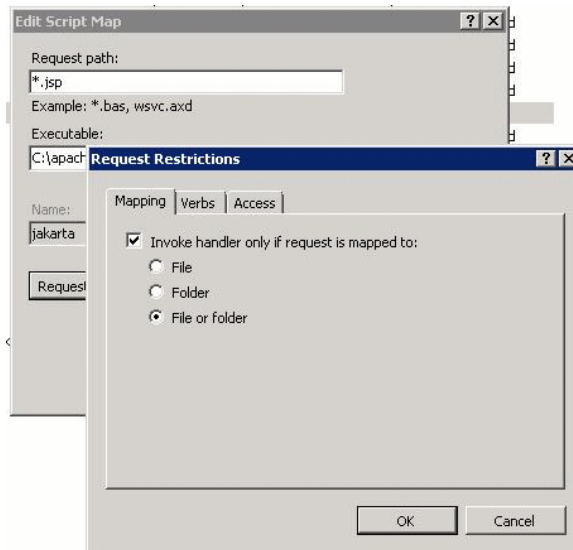 Edit Script Map
Request path:
*.jsp
Example: *.bas, wsvc.axd
Executable:
C:\apach
Name:
jakarta
Request
Request Restrictions
Mapping
Verbs
Access
Invoke handler only if request is mapped to:
File
Folder
File or folder
OK
Cancel